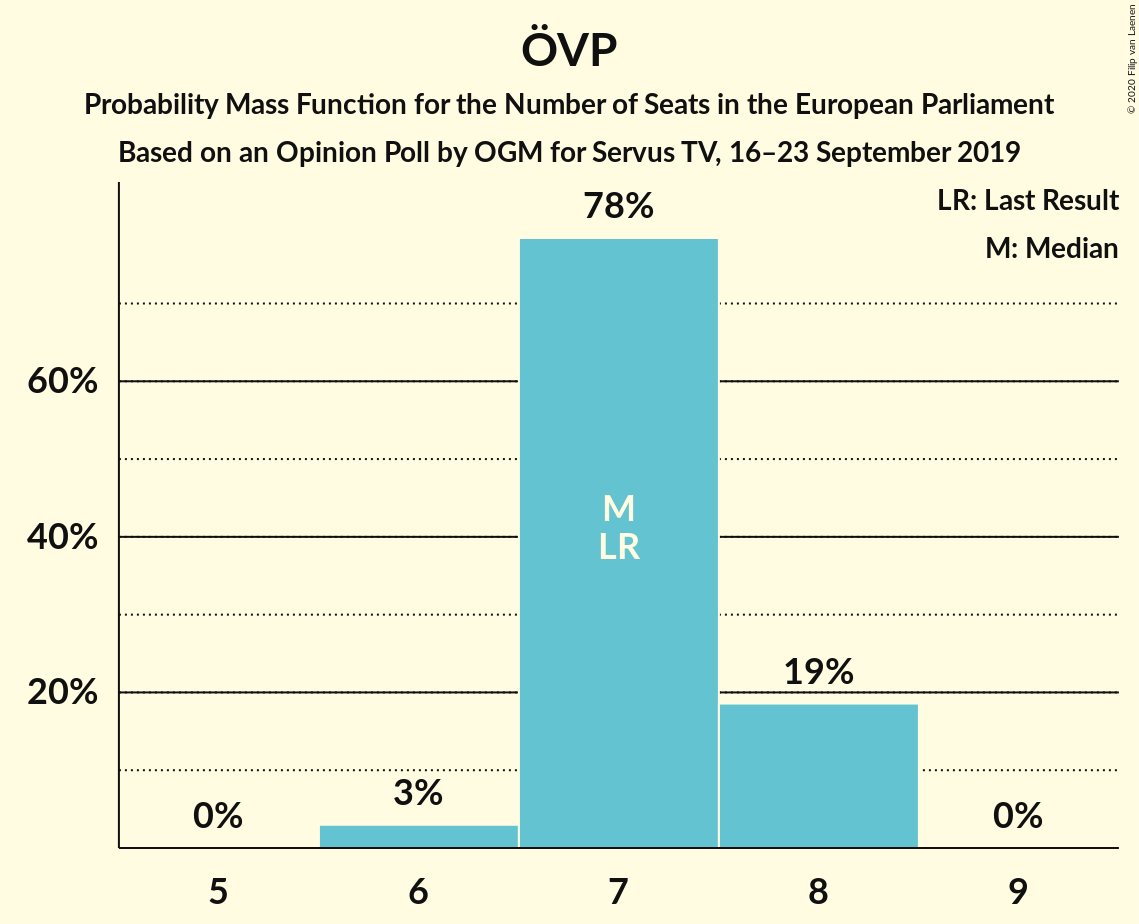 ÖVP
Probability Mass Function for the Number of Seats in the European Parliament
Based on an Opinion Poll by OGM for Servus TV, 16–23 September 2019
© 2020 Filip van Laenen
LR: Last Result
M: Median
78%
60%
M
40%
LR
19%
20%
3%
0%
0%
5 6 7 8 9